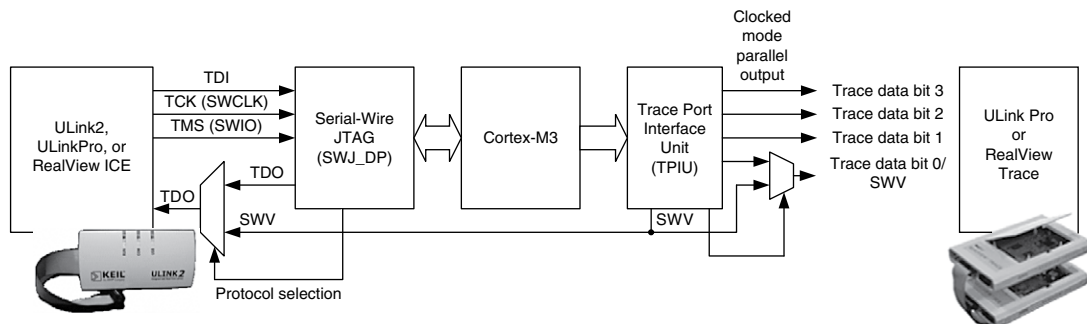 Clocked
mode
parallel
output
ULink2,
ULinkPro, or
RealView ICE
TDI
TCK (SWCLK)
TMS (SWIO)
TDO
TDO
SWV
Serial-Wire
JTAG
(SWJ_DP)
Cortex-M3
Trace Port
Interface
Unit
(TPIU)
SWV
Trace data bit 3
Trace data bit 2
Trace data bit 1
Trace data bit 0/
SWV
ULink Pro
or
RealView
Trace
KEIL
ULINK2
Protocol selection